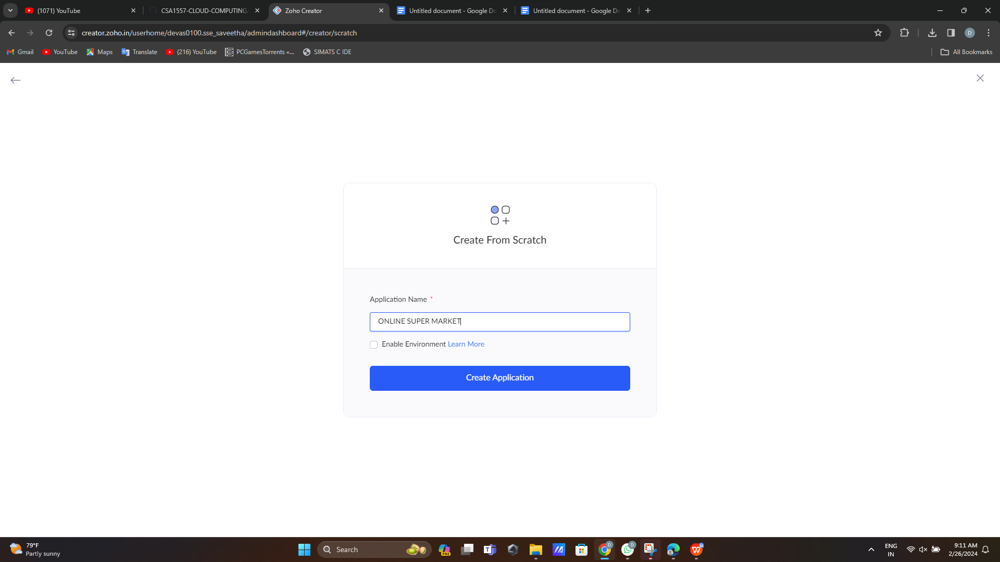 (1071) YouTube
CSA1557-CLOUD-COMPUTING
Zoho Creator
Untitled document - Google Do
Untitled document - Google Do
creator.zoho.in/userhome/devas0100.sse_saveetha/admindashboard#/creator/scratch
D
Gmail
YouTube
Maps
Translate
(216) YouTube
PCGamesTorrents «...
SIMATS C IDE
All Bookmarks
Create From Scratch
Application Name *
ONLINE SUPER MARKET
Enable Environment Learn More
Create Application
79°F
Partly sunny
Search
PRE
D
D
ENG
IN
9:11 AM
2/26/2024